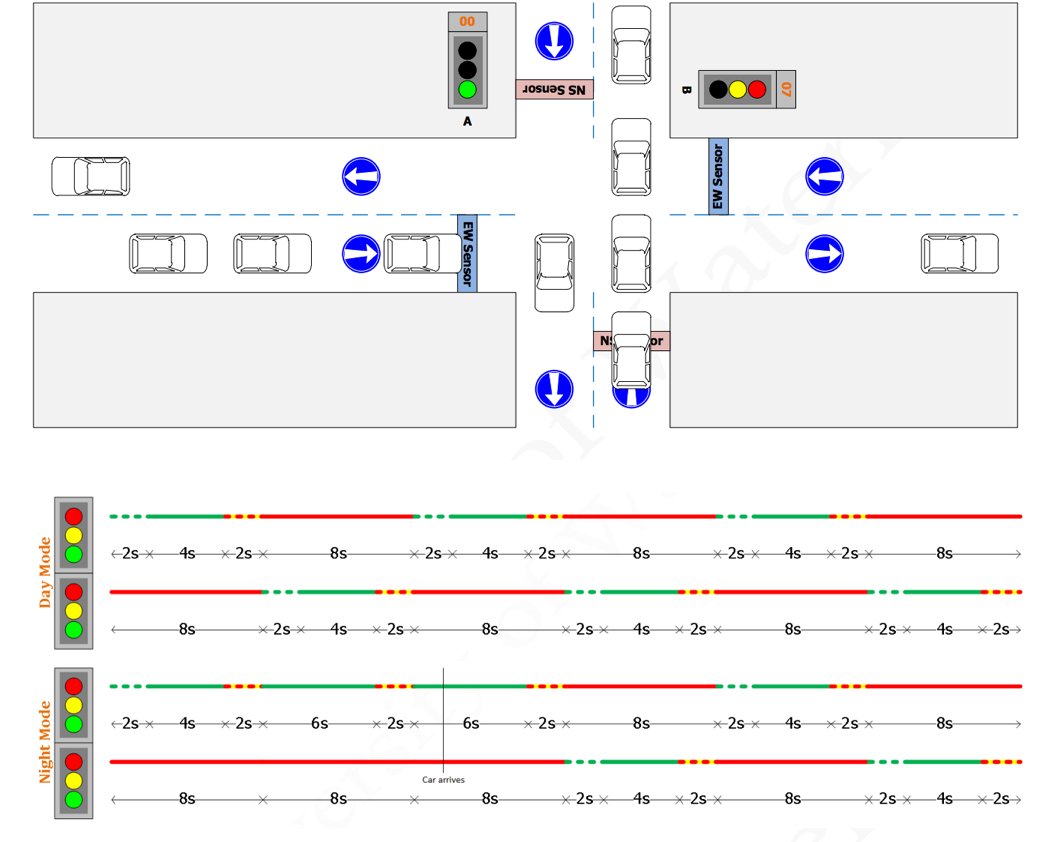 00
A
NS Sensor
B
07
EW Sensor
EW Sensor
NS Sensor
Day Mode
2s 4s 2s 8s 2s 4s 2s 8s 2s 4s 2s 8s
8s 2s 4s 2s 8s 2s 4s 2s 8s 2s 4s 2s
Night Mode
2s 4s 2s 6s 2s 6s 2s 8s 2s 4s 2s 8s
Car arrives
8s 8s 8s 2s 4s 2s 8s 2s 4s 2s